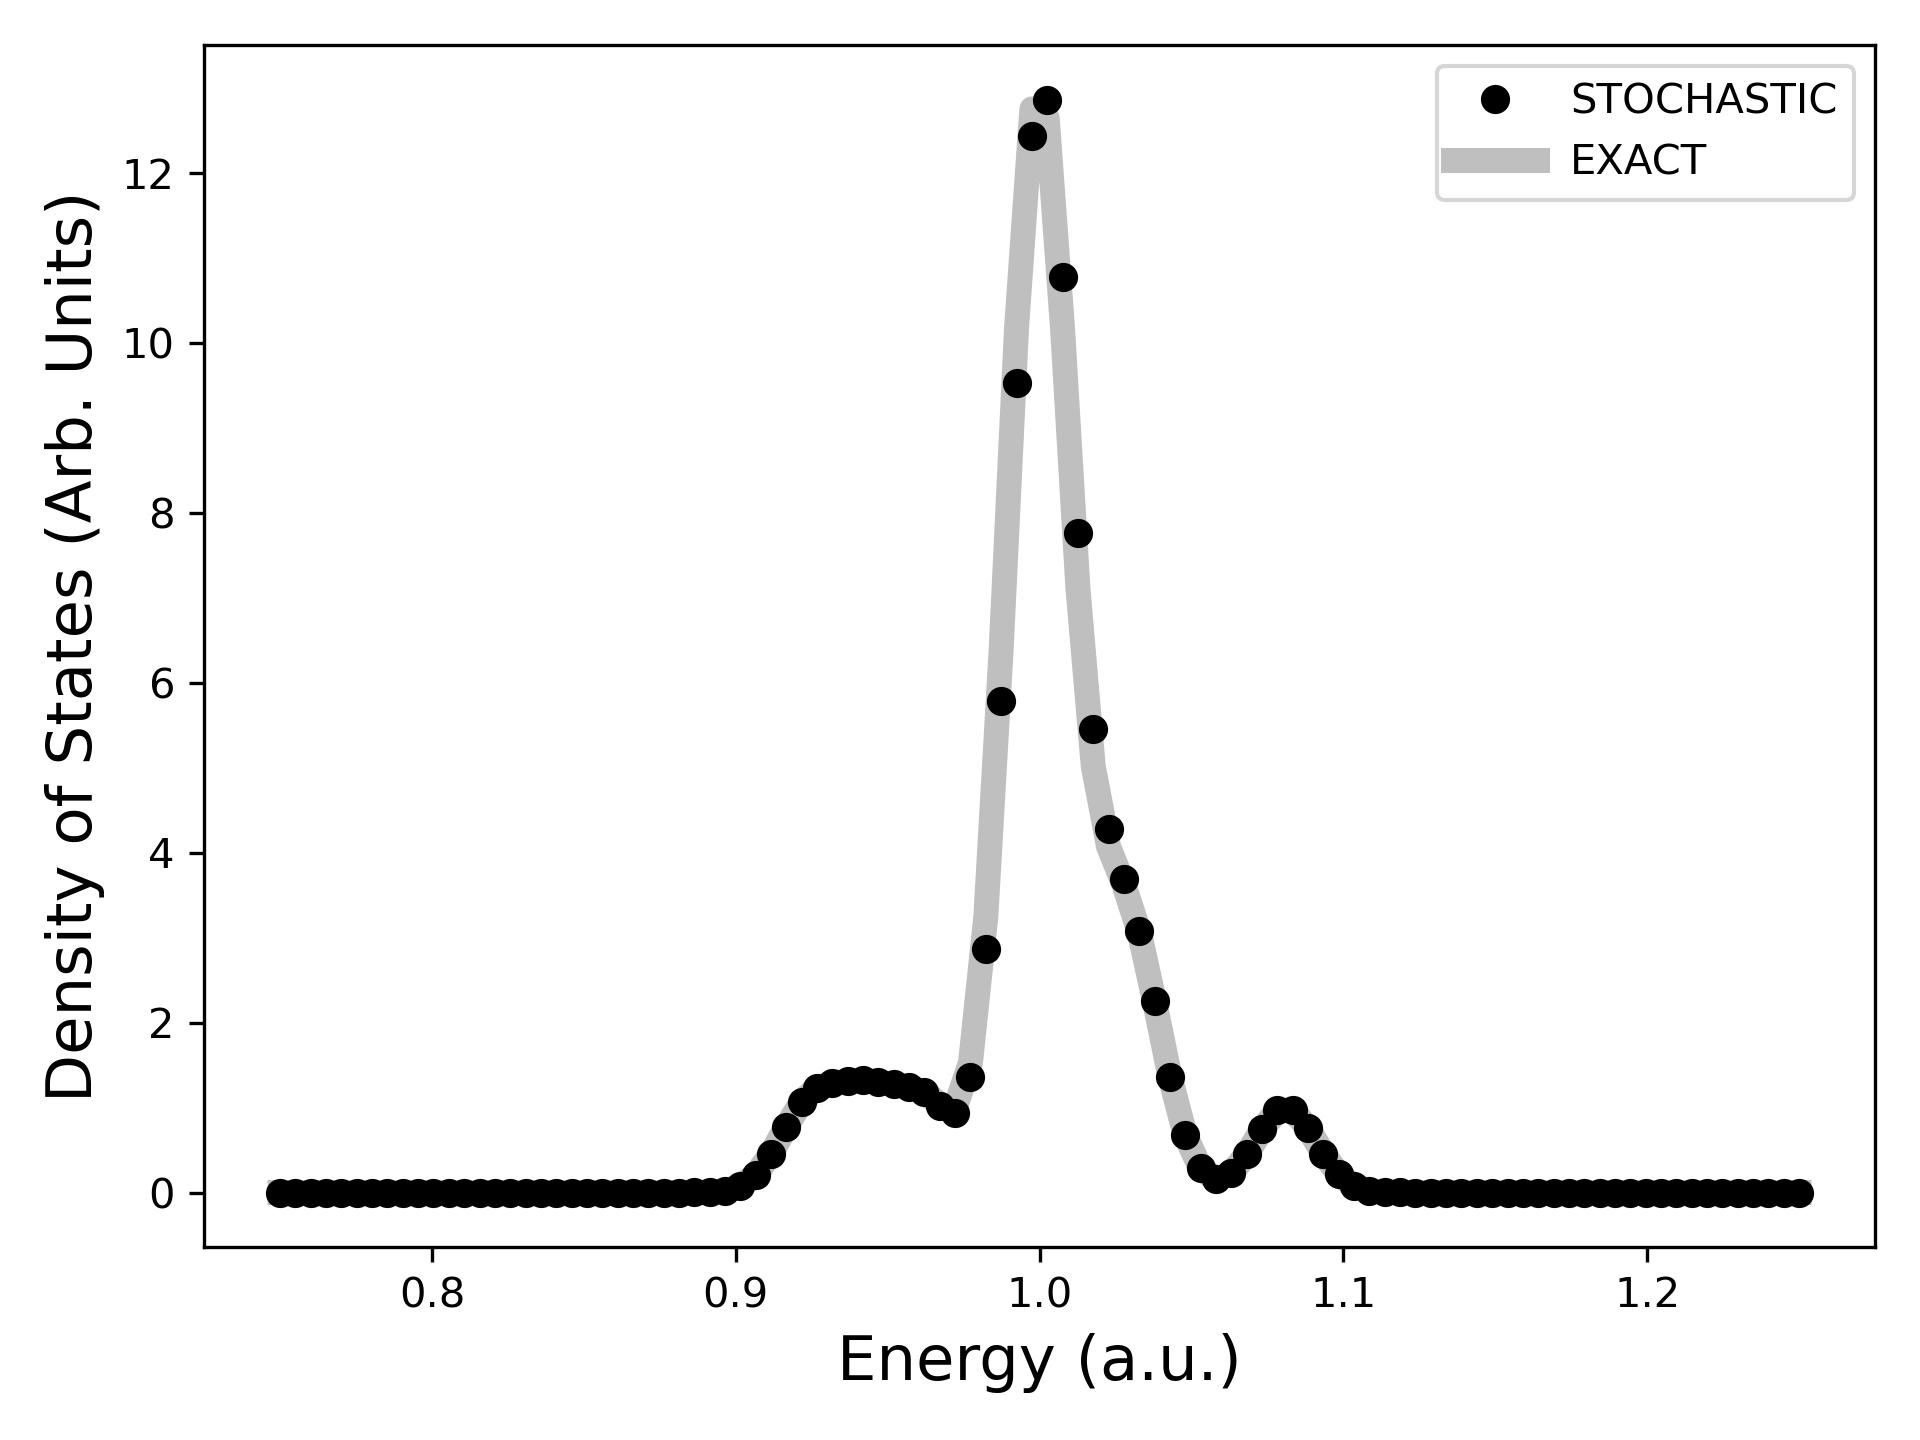 STOCHASTIC
EXACT
Density of States (Arb. Units)
12
10
8
6
4
2
0
0.8 0.9 1.0 1.1 1.2
Energy (a.u.)